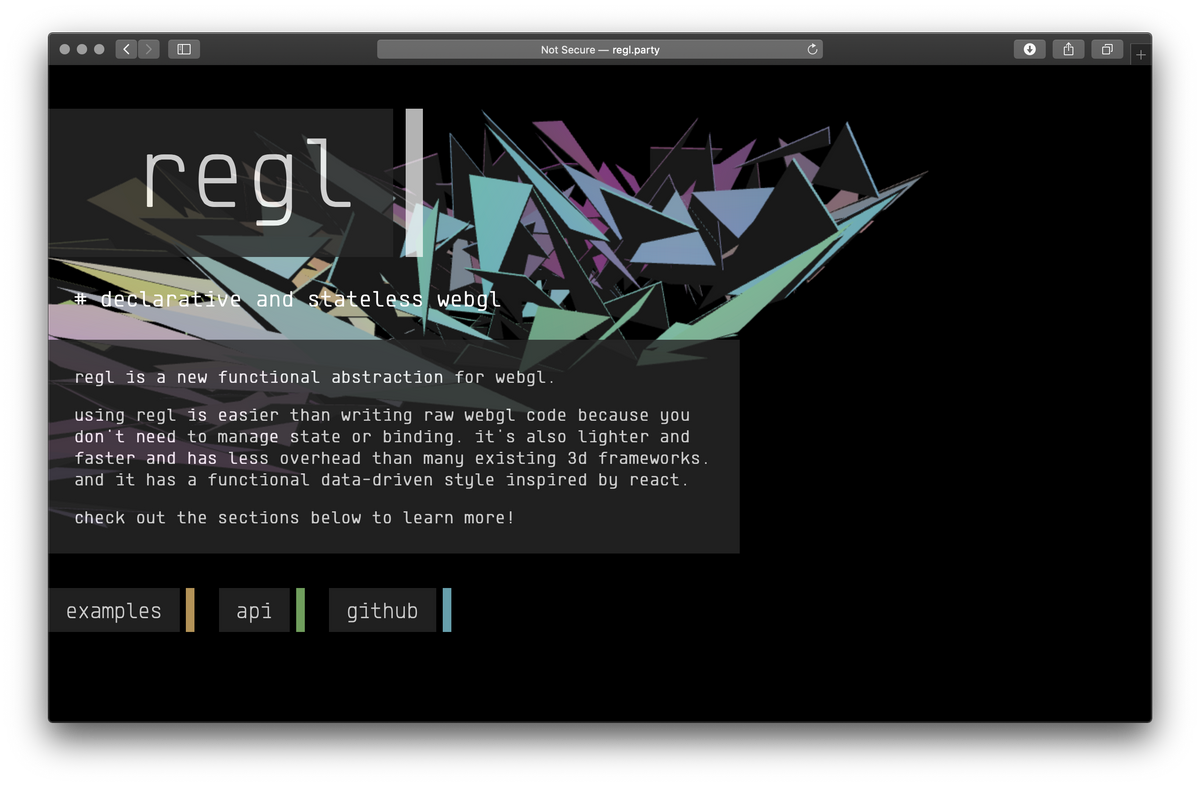 Not Secure — regl.party
regl
# declarative and stateless webgl
regl is a new functional abstraction for webgl.
using regl is easier than writing raw webgl code because you
don't need to manage state or binding. it's also lighter and
faster and has less overhead than many existing 3d frameworks.
and it has a functional data-driven style inspired by react.
check out the sections below to learn more!
examples
api
github